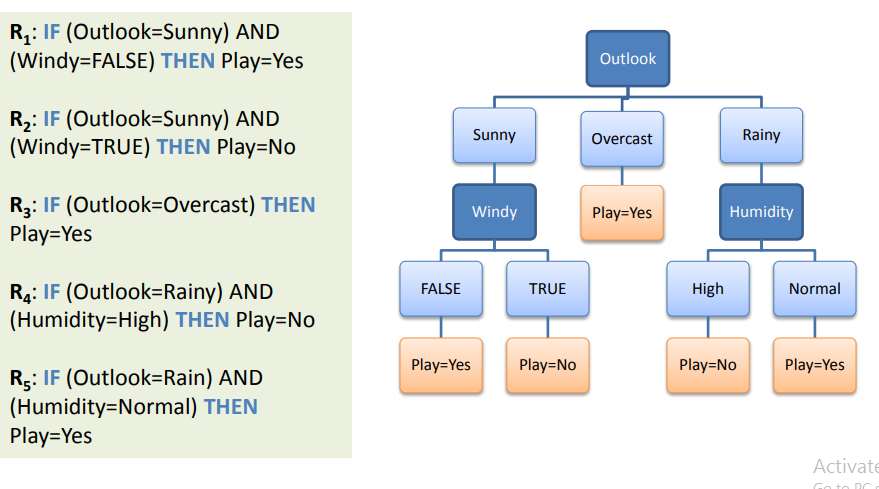 R1: IF (Outlook=Sunny) AND
(Windy=FALSE) THEN Play=Yes
R2: IF (Outlook=Sunny) AND
(Windy=TRUE) THEN Play=No
R3: IF (Outlook=Overcast) THEN
Play=Yes
R4: IF (Outlook=Rainy) AND
(Humidity=High) THEN Play=No
R5: IF (Outlook=Rain) AND
(Humidity=Normal) THEN
Play=Yes
Outlook
Sunny
Overcast
Rainy
Windy
Play=Yes
Humidity
FALSE
TRUE
High
Normal
Play=Yes
Play=No
Play=No
Play=Yes
Activate